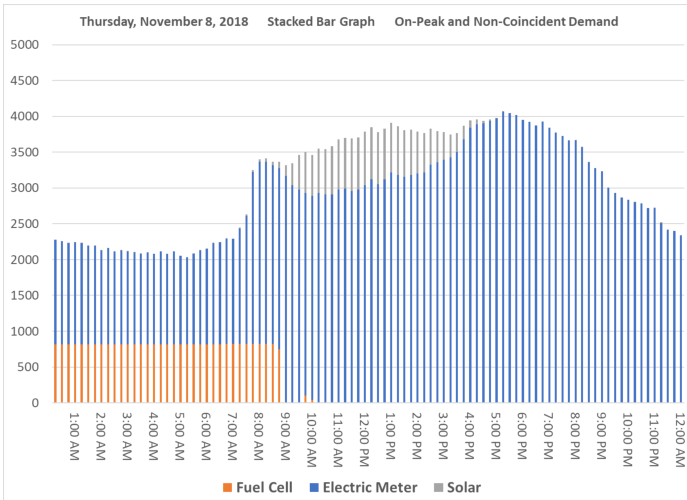 Thursday, November 8, 2018 Stacked Bar Graph On-Peak and Non-Coincident Demand
5000
4500
4000
3500
3000
2500
2000
1500
1000
500
0
1:00 AM
2:00 AM
3:00 AM
4:00 AM
5:00 AM
6:00 AM
7:00 AM
8:00 AM
9:00 AM
10:00 AM
11:00 AM
12:00 PM
1:00 PM
2:00 PM
3:00 PM
4:00 PM
5:00 PM
6:00 PM
7:00 PM
8:00 PM
9:00 PM
10:00 PM
11:00 PM
12:00 AM
Fuel Cell Electric Meter Solar